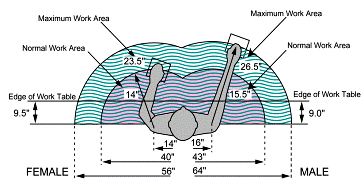 Maximum Work Area
Maximum Work Area
Normal Work Area
Normal Work Area
23.5"
26.5"
14"
15.5"
Edge of Work Table
Edge of Work Table
9.5"
9.0"
14"
16"
FEMALE
40"
43"
MALE
56"
64"